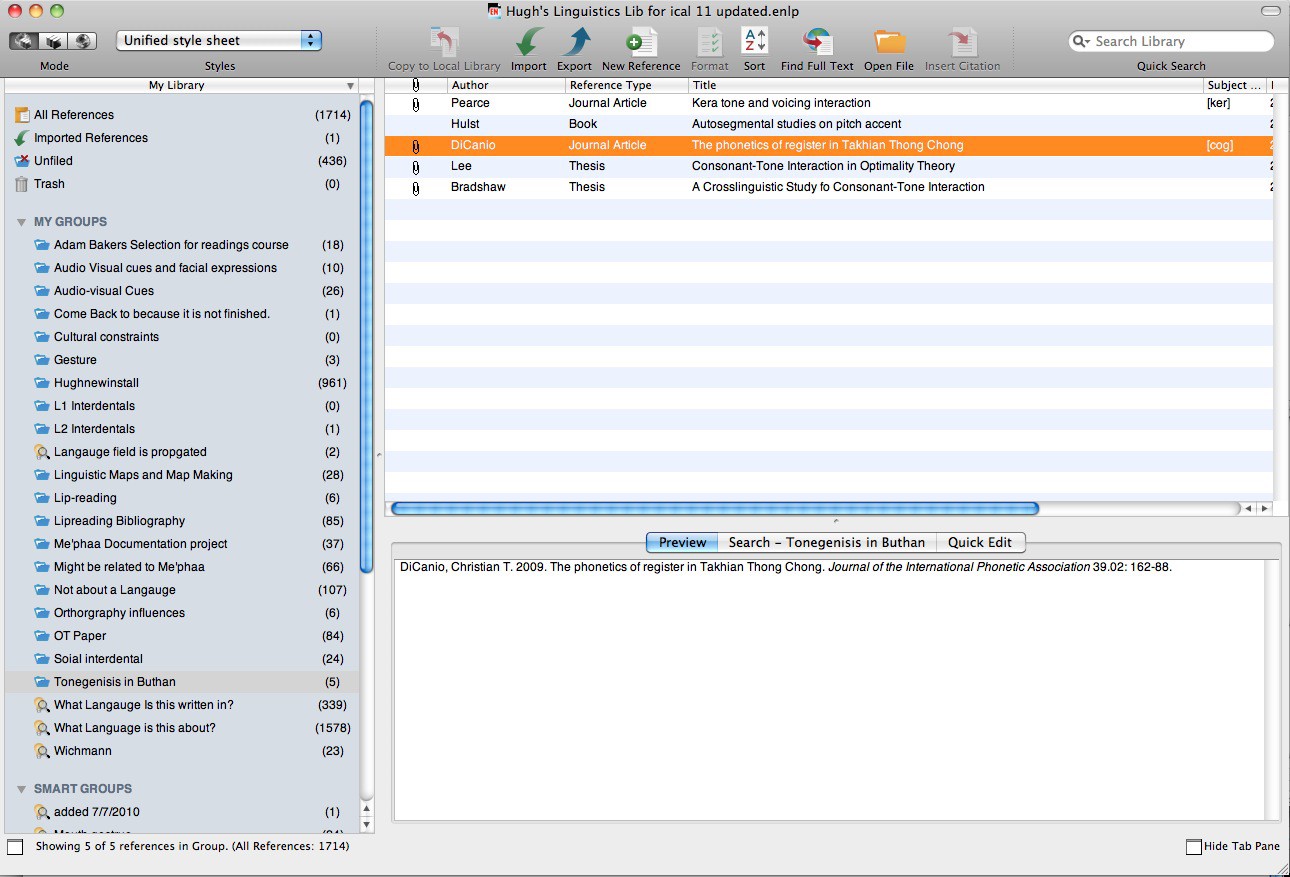 Hugh's Linguistics Lib for ical 11 updated.enlp
Unified style sheet
Search Library
Mode
Styles
Copy to Local Library Import Export New Reference Format Sort Find Full Text Open File Insert Citation
Quick Search
My Library
All References (1714)
Imported References (1)
Unfiled (436)
Trash (0)
MY GROUPS
Adam Bakers Selection for readings course (18)
Audio Visual cues and facial expressions (10)
Audio-visual Cues (26)
Come Back to because it is not finished. (1)
Cultural constraints (0)
Gesture (3)
Hughnewinstall (961)
L1 Interdentals (0)
L2 Interdentals (1)
Langauge field is propgated (2)
Linguistic Maps and Map Making (28)
Lip-reading (6)
Lipreading Bibliography (85)
Me'phaa Documentation project (37)
Might be related to Me'phaa (66)
Not about a Langauge (107)
Orthorgraphy influences (6)
OT Paper (84)
Soial interdental (24)
Tonegenisis in Buthan (5)
What Langauge Is this written in? (339)
What Language is this about? (1578)
Wichmann (23)
SMART GROUPS
added 7/7/2010 (1)
Author Reference Type Title Subject ...
Pearce Journal Article Kera tone and voicing interaction [ker]
Hulst Book Autosegmental studies on pitch accent
DiCanio Journal Article The phonetics of register in Takhian Thong Chong [cog]
Lee Thesis Consonant-Tone Interaction in Optimality Theory
Bradshaw Thesis A Crosslinguistic Study fo Consonant-Tone Interaction
Preview Search – Tonegenisis in Buthan Quick Edit
DiCanio, Christian T. 2009. The phonetics of register in Takhian Thong Chong. Journal of the International Phonetic Association 39.02: 162-88.
Showing 5 of 5 references in Group. (All References: 1714)
Hide Tab Pane